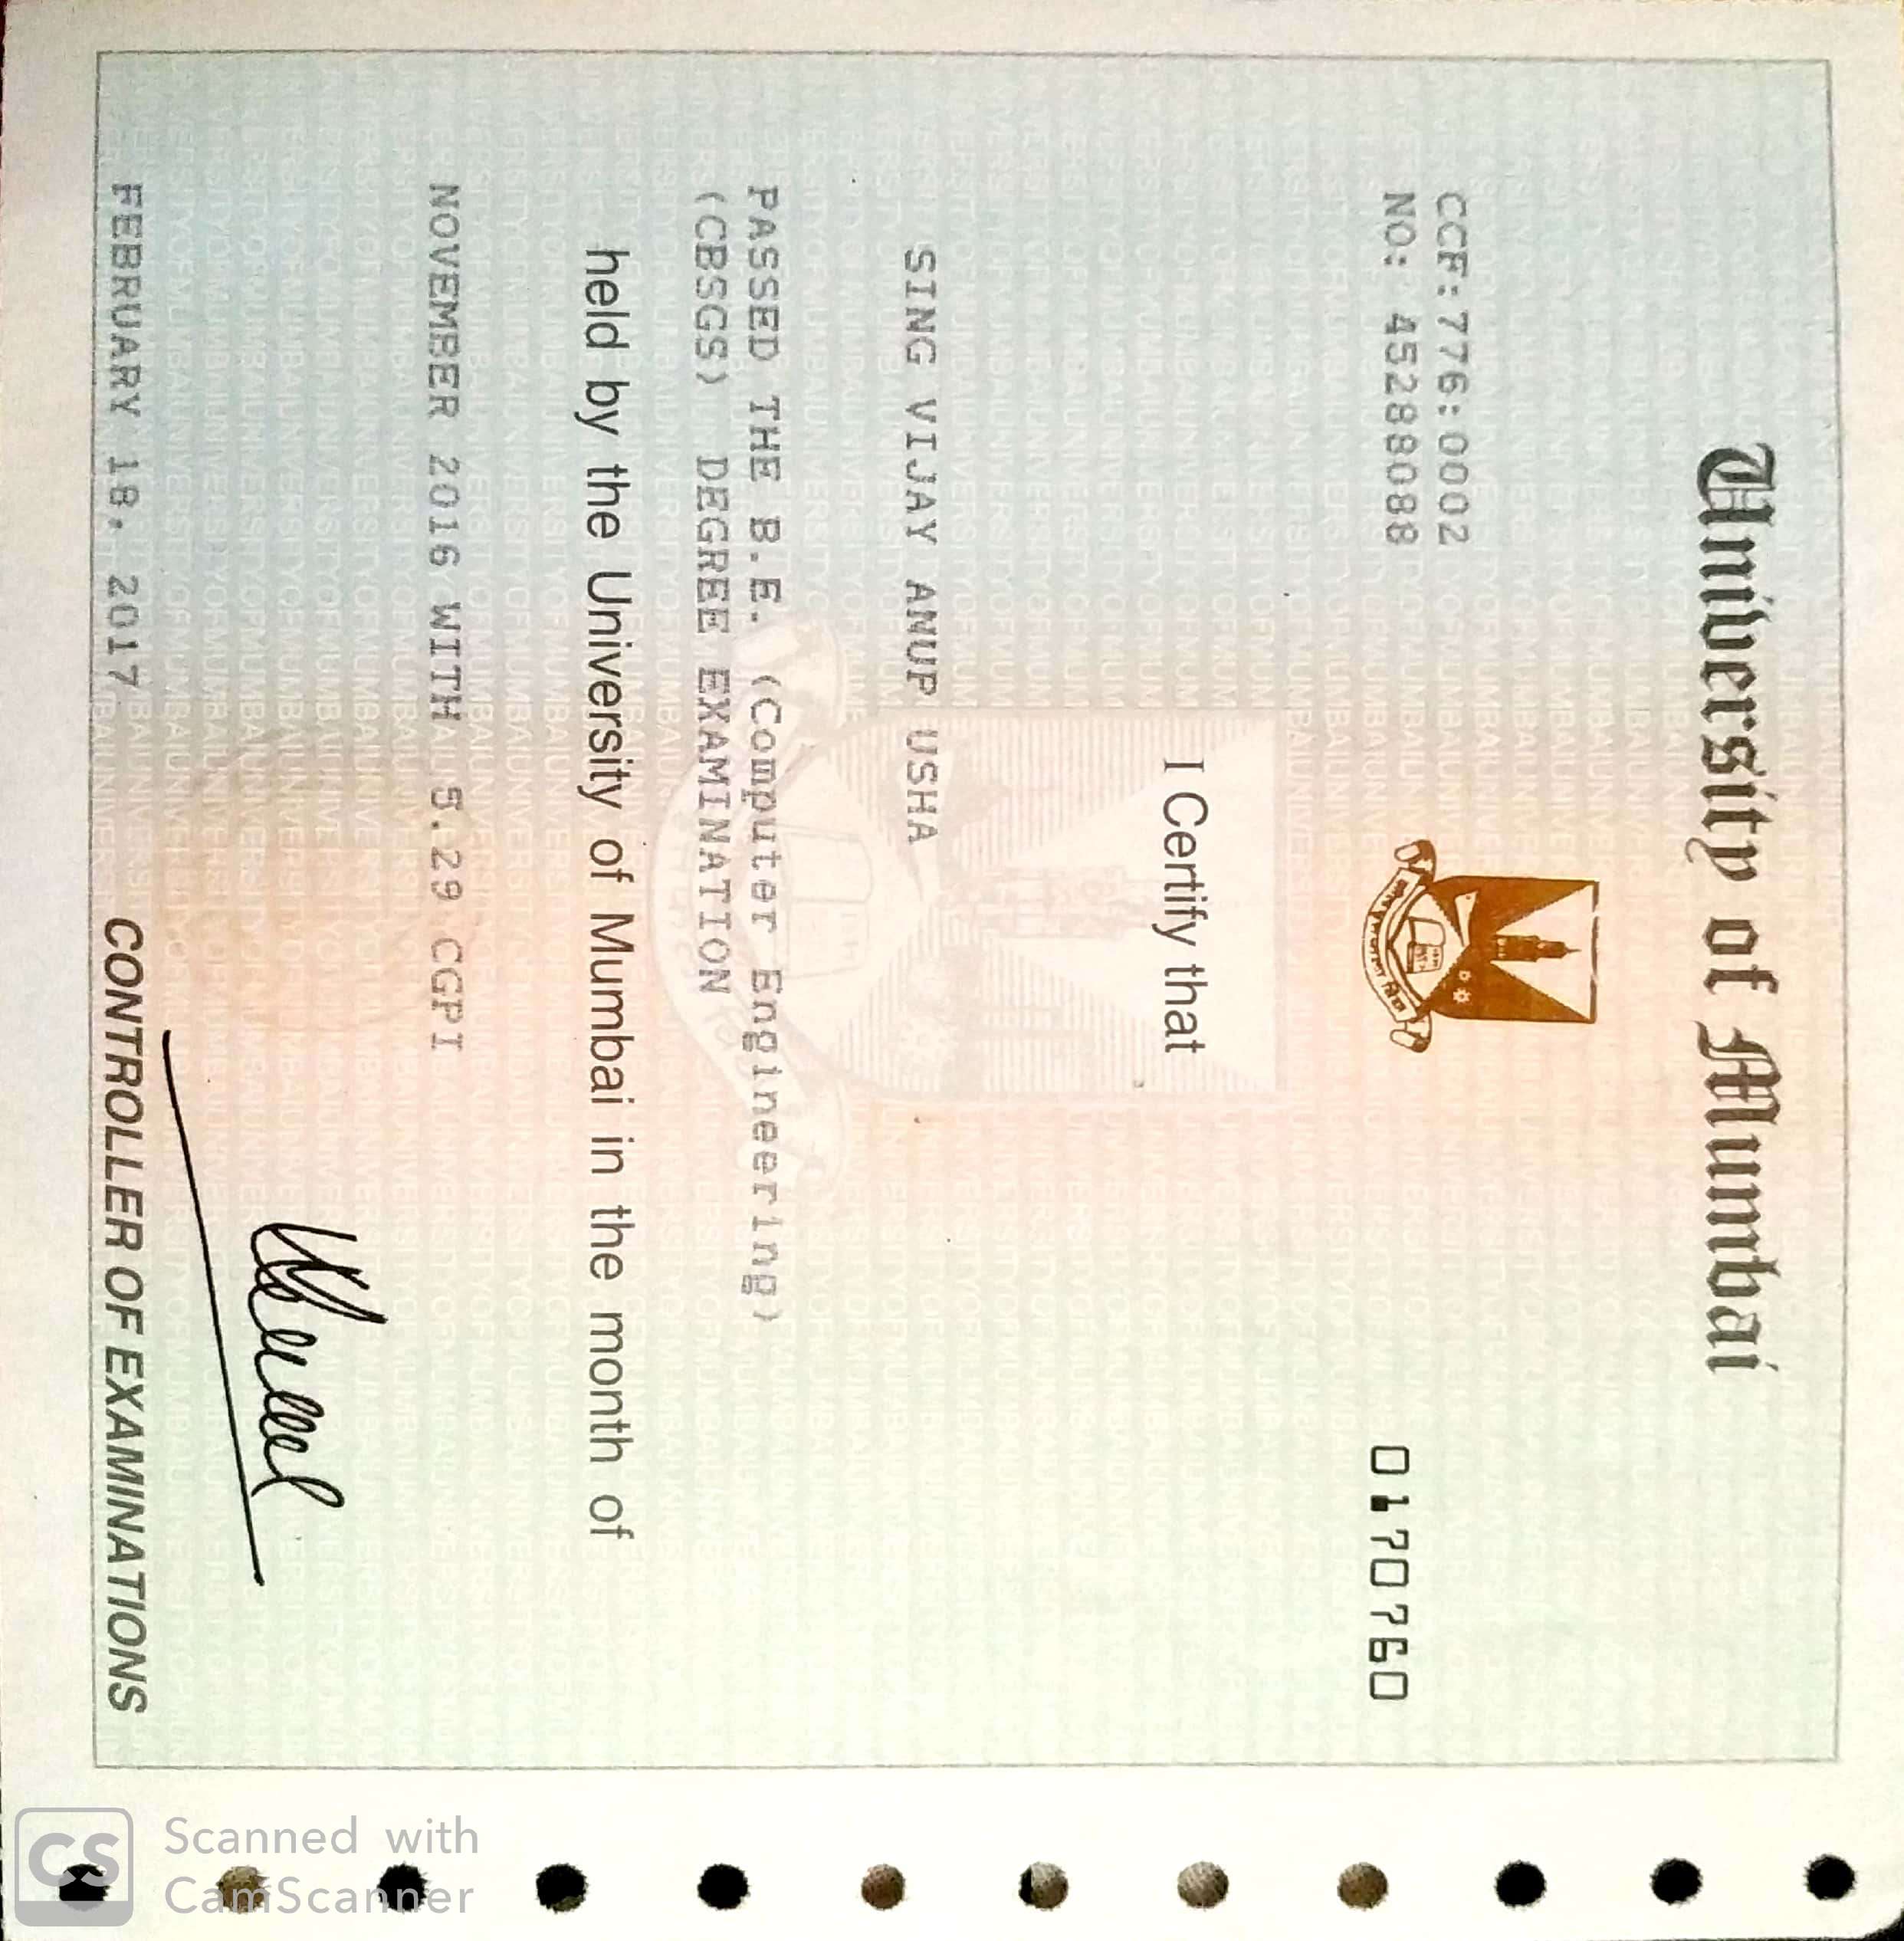 University of Mumbai
CCF:776:0002
NO: 45288088
0170760
I Certify that
SING VIJAY ANUP USHA
PASSED THE B.E. (Computer Engineering)
(CBSGS) DEGREE EXAMINATION
held by the University of Mumbai in the month of
NOVEMBER 2016 WITH 5.29 CGPI
FEBRUARY 18, 2017
CONTROLLER OF EXAMINATIONS
CS
Scanned with
CamScanner